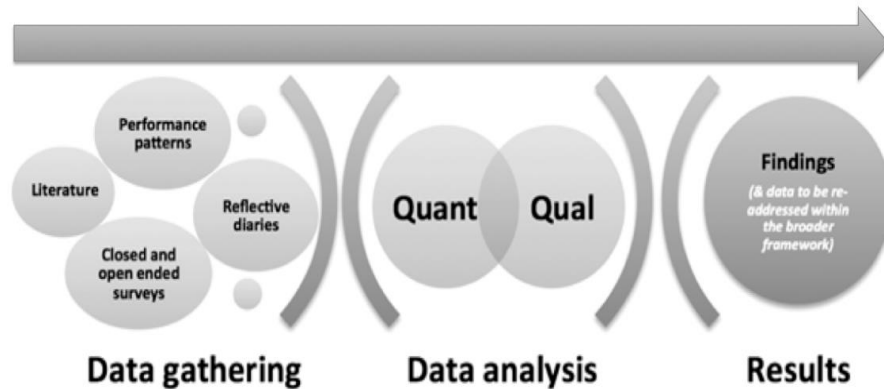 Performance
patterns
Literature
Reflective
diaries
Closed and
open ended
surveys
Quant
Qual
Findings
(& data to be re-
addressed within
the broader
framework)
Data gathering
Data analysis
Results